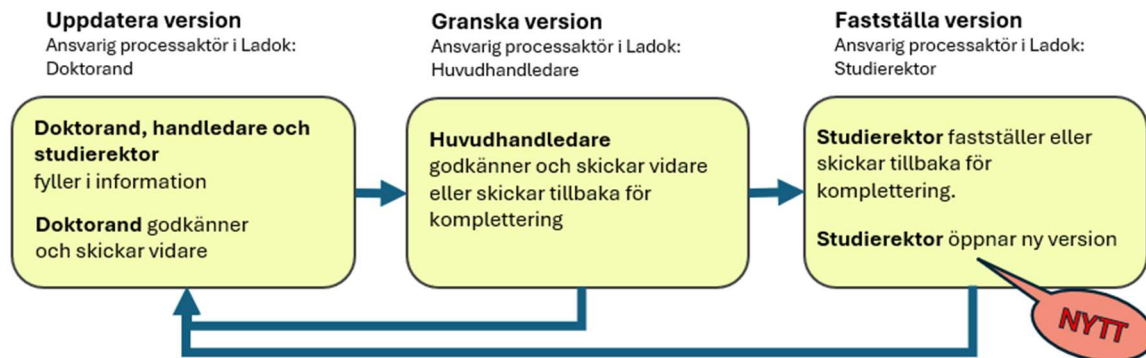 Uppdatera version
Ansvarig processaktör i Ladok:
Doktorand
Doktorand, handledare och
studierektor
fyller i information
Doktorand godkänner
och skickar vidare
Granska version
Ansvarig processaktör i Ladok:
Huvudhandledare
Huvudhandledare
godkänner och skickar vidare
eller skickar tillbaka för
komplettering
Fastställa version
Ansvarig processaktör i Ladok:
Studierektor
Studierektor fastställer eller
skickar tillbaka för
komplettering.
Studierektor öppnar ny version
NYTT